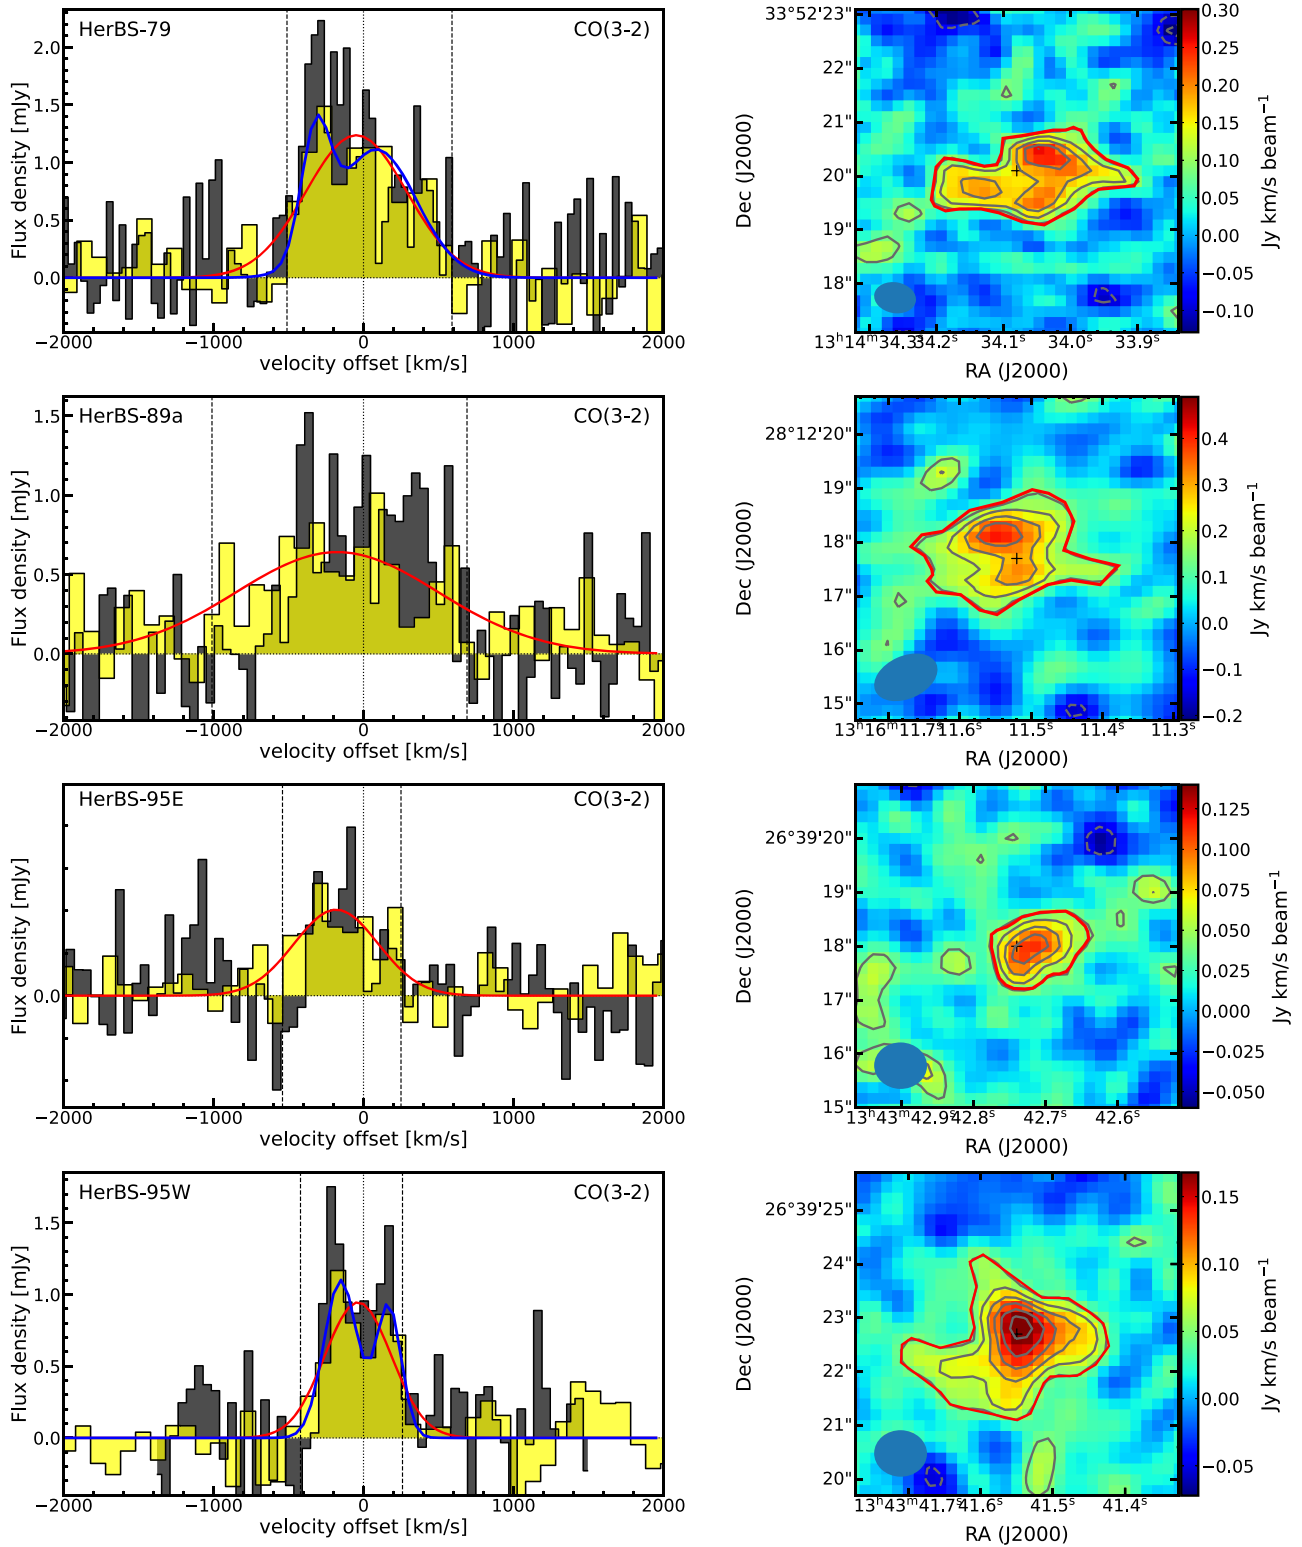 HerBS-79 CO(3-2)
2.0
1.5
1.0
0.5
0.0
Flux density [mJy]
−2000 −1000 0 1000 2000
velocity offset [km/s]
33°52'23"
22"
21"
20"
19"
18"
Dec (J2000)
13h14m34.3s 34.2s 34.1s 34.0s 33.9s
RA (J2000)
0.30
0.25
0.20
0.15
0.10
0.05
0.00
−0.05
−0.10
Jy km/s beam−1
HerBS-89a CO(3-2)
1.5
1.0
0.5
0.0
Flux density [mJy]
−2000 −1000 0 1000 2000
velocity offset [km/s]
28°12'20"
19"
18"
17"
16"
15"
Dec (J2000)
13h16m11.7s 11.6s 11.5s 11.4s 11.3s
RA (J2000)
0.4
0.3
0.2
0.1
0.0
−0.1
−0.2
Jy km/s beam−1
HerBS-95E CO(3-2)
0.0
Flux density [mJy]
−2000 −1000 0 1000 2000
velocity offset [km/s]
26°39'20"
19"
18"
17"
16"
15"
Dec (J2000)
13h43m42.9s 42.8s 42.7s 42.6s
RA (J2000)
0.125
0.100
0.075
0.050
0.025
0.000
−0.025
−0.050
Jy km/s beam−1
HerBS-95W CO(3-2)
1.5
1.0
0.5
0.0
Flux density [mJy]
−2000 −1000 0 1000 2000
velocity offset [km/s]
26°39'25"
24"
23"
22"
21"
20"
Dec (J2000)
13h43m41.7s 41.6s 41.5s 41.4s
RA (J2000)
0.15
0.10
0.05
0.00
−0.05
Jy km/s beam−1